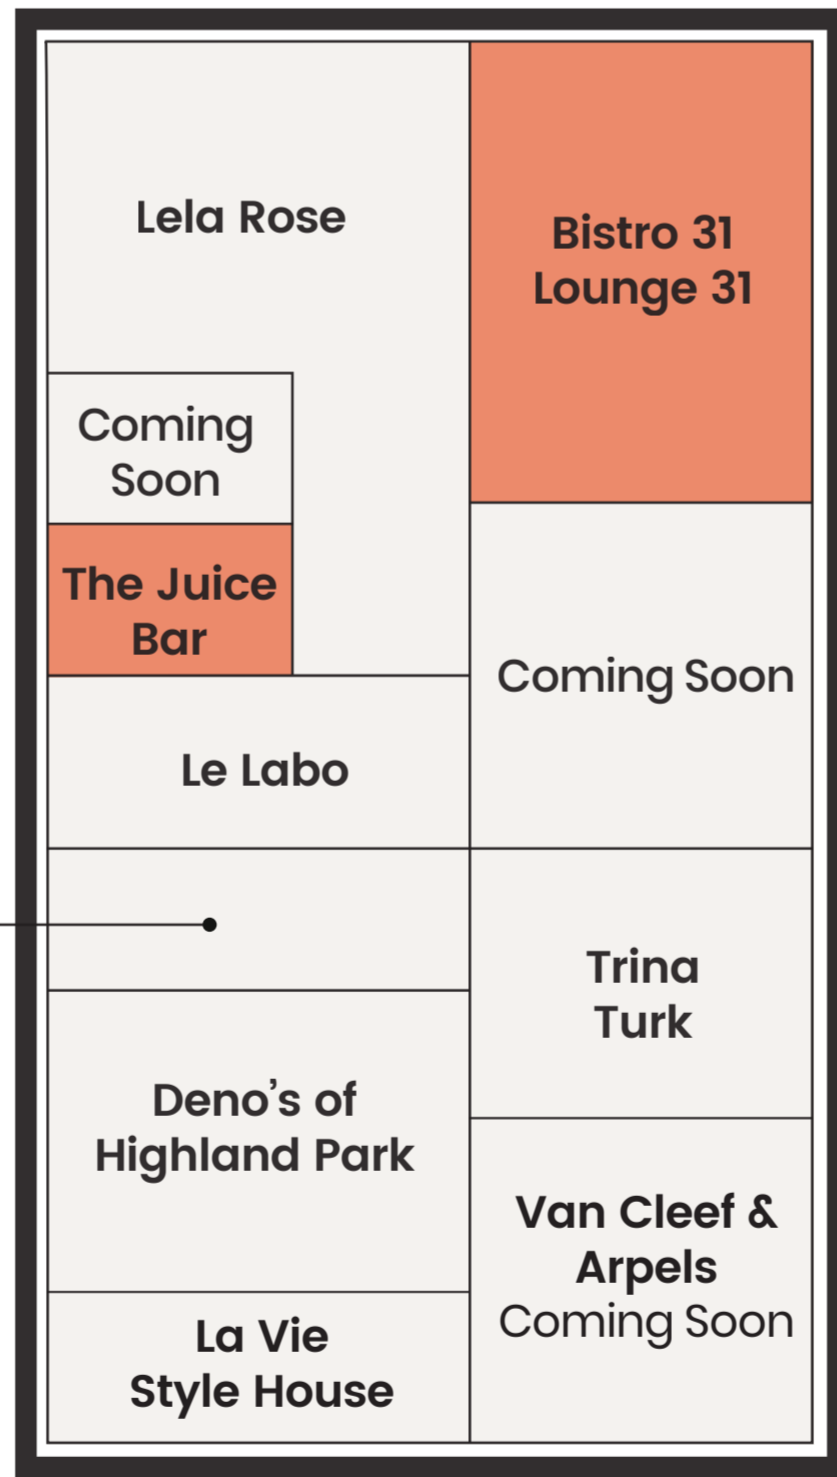 Lela Rose
Bistro 31
Lounge 31
Coming
Soon
The Juice
Bar
Coming Soon
Le Labo
Trina
Turk
Deno’s of
Highland Park
Van Cleef &
Arpels
Coming Soon
La Vie
Style House